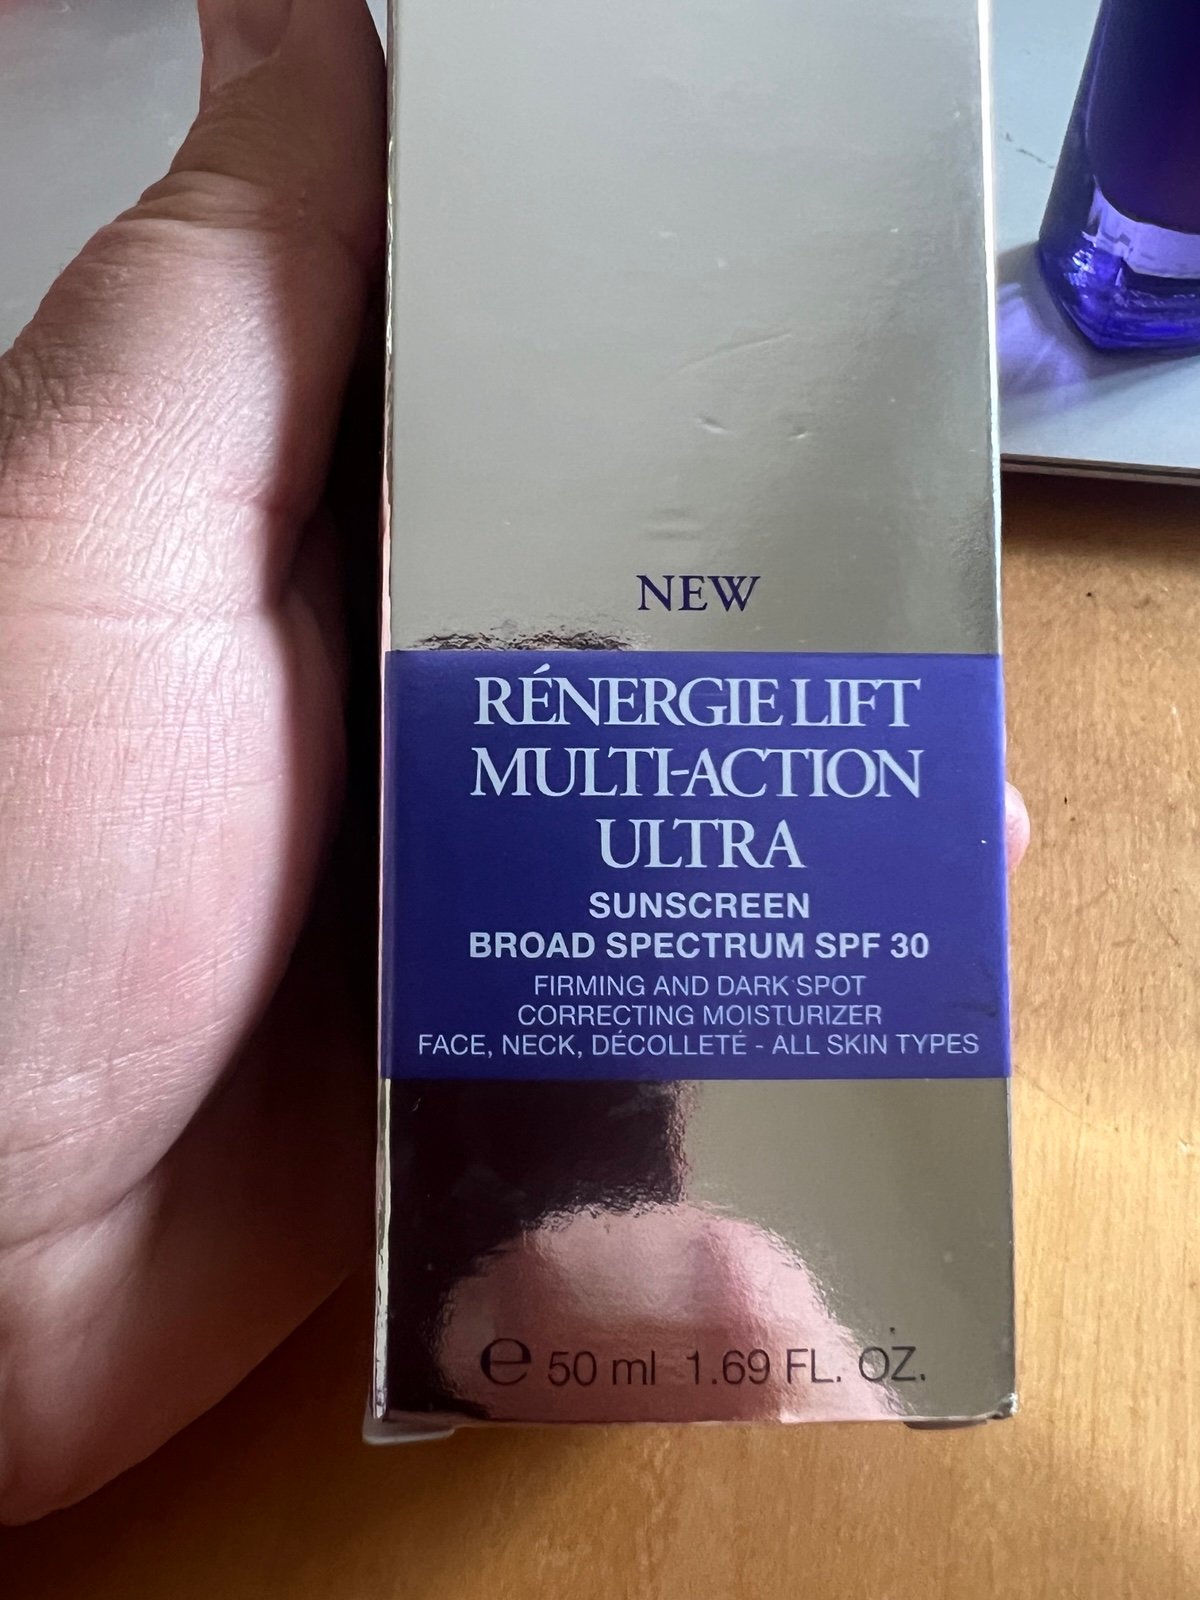 NEW
RÉNERGIE LIFT
MULTI-ACTION
ULTRA
SUNSCREEN
BROAD SPECTRUM SPF 30
FIRMING AND DARK SPOT
CORRECTING MOISTURIZER
FACE, NECK, DÉCOLLETÉ - ALL SKIN TYPES
℮ 50 ml 1.69 FL. OZ.